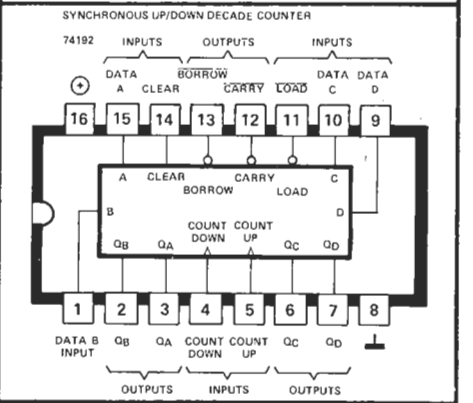 SYNCHRONOUS UP/DOWN DECADE COUNTER
74192 INPUTS OUTPUTS INPUTS
DATA BORROW DATA DATA
A CLEAR CARRY LOAD C D
16 15 14 13 12 11 10 9
A CLEAR CARRY C
BORROW LOAD
B D
COUNT COUNT
QB QA DOWN UP QC QD
1 2 3 4 5 6 7 8
DATA B QB QA COUNT COUNT QC QD
INPUT DOWN UP
OUTPUTS INPUTS OUTPUTS